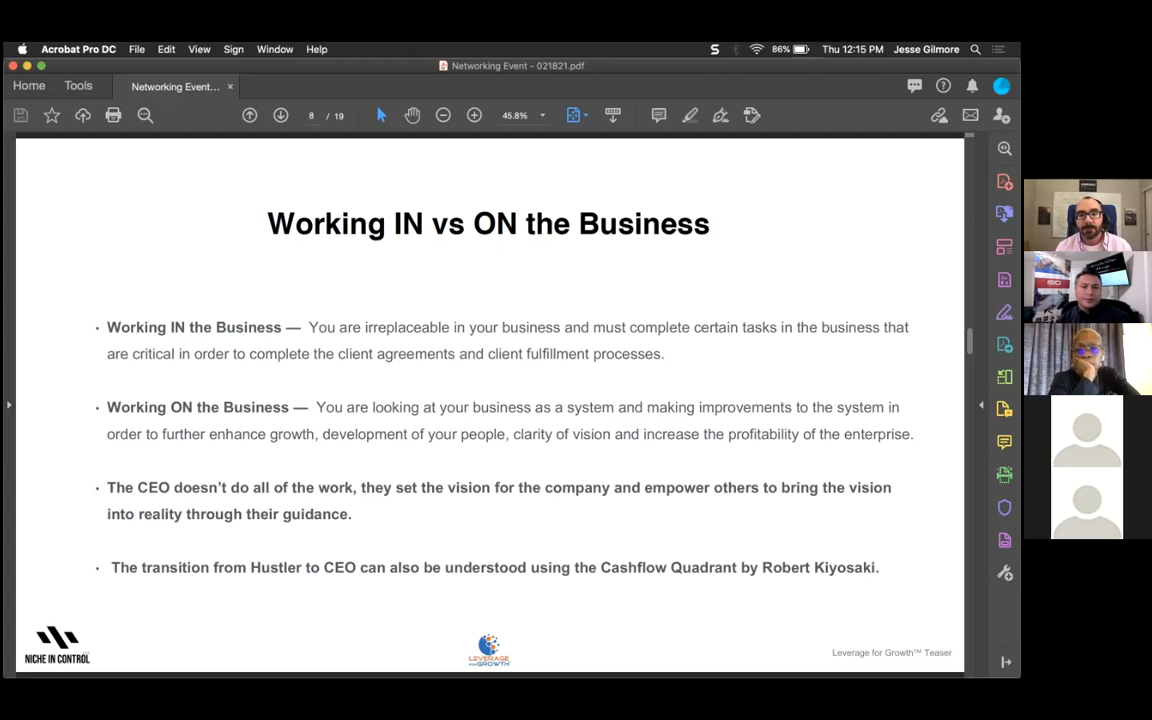 Acrobat Pro DC File Edit View Sign Window Help
S 86% Thu 12:15 PM Jesse Gilmore
Networking Event - 021821.pdf
Home Tools Networking Event... ×
8 / 19 45.8%
Working IN vs ON the Business
· Working IN the Business — You are irreplaceable in your business and must complete certain tasks in the business that
are critical in order to complete the client agreements and client fulfillment processes.
· Working ON the Business — You are looking at your business as a system and making improvements to the system in
order to further enhance growth, development of your people, clarity of vision and increase the profitability of the enterprise.
· The CEO doesn’t do all of the work, they set the vision for the company and empower others to bring the vision
into reality through their guidance.
· The transition from Hustler to CEO can also be understood using the Cashflow Quadrant by Robert Kiyosaki.
NICHE IN CONTROL
LEVERAGE
GROWTH
Leverage for Growth™ Teaser